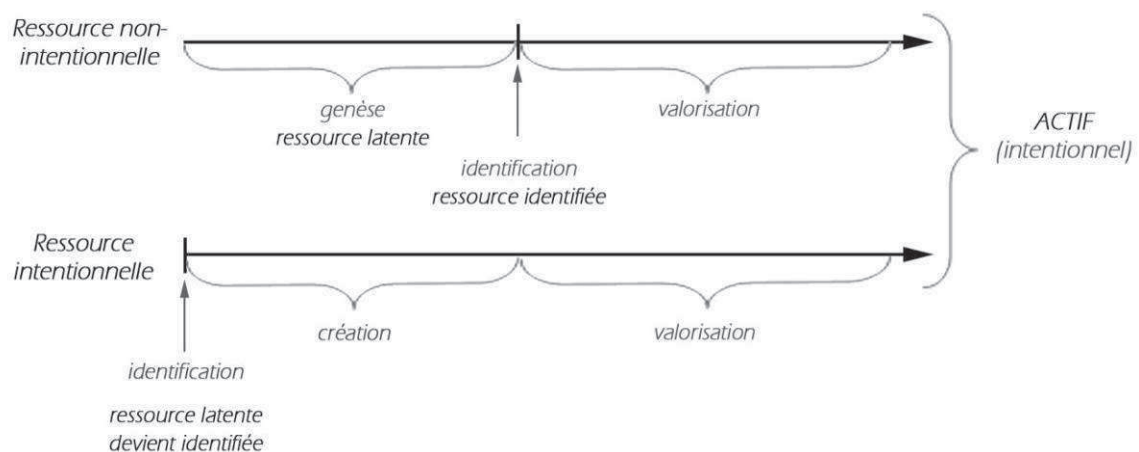 Ressource non-
intentionnelle
genèse
ressource latente
valorisation
identification
ressource identifiée
ACTIF
(intentionnel)
Ressource
intentionnelle
création
valorisation
identification
ressource latente
devient identifiée